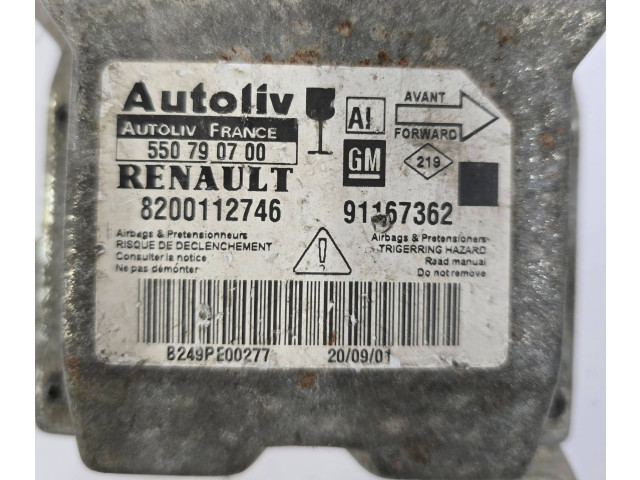 Autoliv
AUTOLIV FRANCE
550 79 07 00
RENAULT
8200112746
AI
AVANT
FORWARD
GM
219
91167362
Airbags & Pretensionneurs
RISQUE DE DECLENCHEMENT
Consulter la notice
Ne pas démonter
Airbags & Pretensioners
TRIGERRING HAZARD
Raad manual
Do not remove
B249PE00277
20/09/01